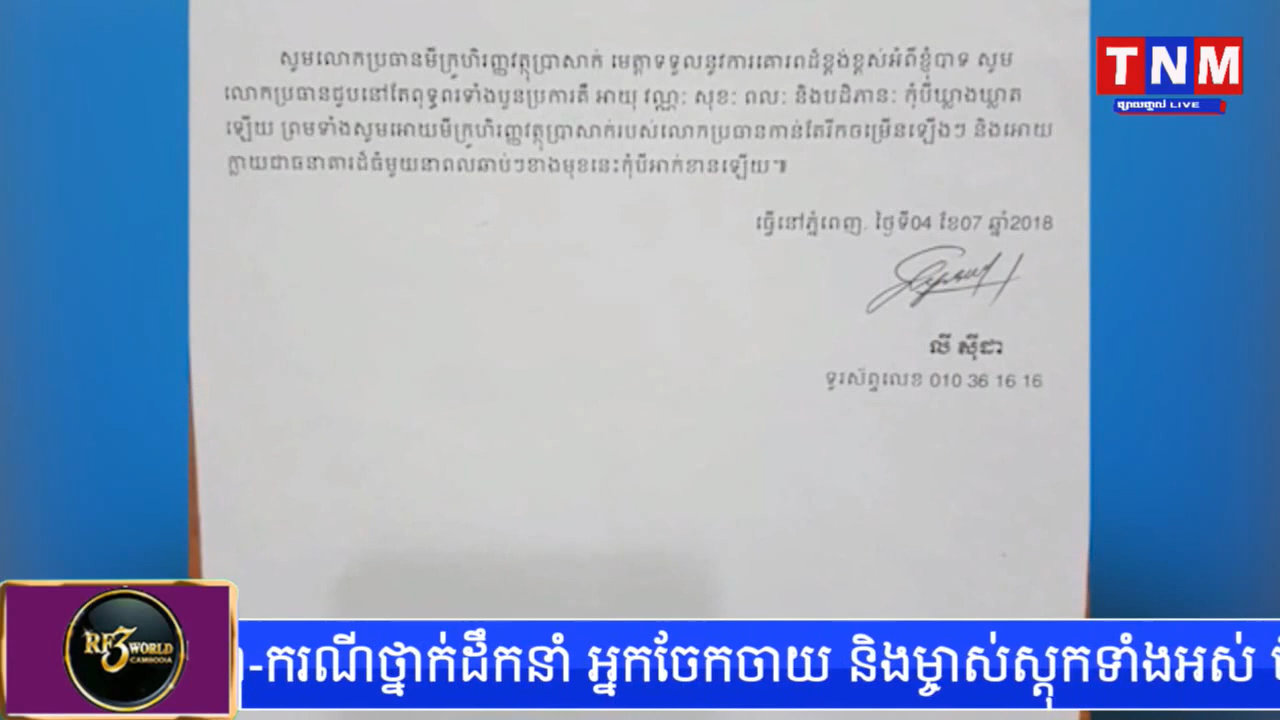 សូមលោកប្រធានមីក្រូហិរញ្ញវត្ថុប្រាសាក់ មេត្តាទទួលនូវការគោរពដ៏ខ្ពង់ខ្ពស់អំពីខ្ញុំបាទ សូម
លោកប្រធានជួបនៅតែពុទ្ធពរទាំងបួនប្រការគឺ អាយុ វណ្ណៈ សុខៈ ពលៈ និងបដិភានៈ កុំបីឃ្លាងឃ្លាត
ឡើយ ព្រមទាំងសូមអោយមីក្រូហិរញ្ញវត្ថុប្រាសាក់របស់លោកប្រធានកាន់តែរីកចម្រើនឡើងៗ និងអោយ
ក្លាយជាធនាគារដ៏ធំមួយនាពេលឆាប់ៗខាងមុខនេះកុំបីអាក់ខានឡើយ៕
ធ្វើនៅភ្នំពេញ. ថ្ងៃទី04 ខែ07 ឆ្នាំ2018
លី ស៊ីដា
ទូរស័ព្ទលេខ 010 36 16 16
TNM
ផ្សាយផ្ទាល់ LIVE
RF3 WORLD
CAMBODIA
-ករណីថ្នាក់ដឹកនាំ អ្នកចែកចាយ និងម្ចាស់ស្តុកទាំងអស់